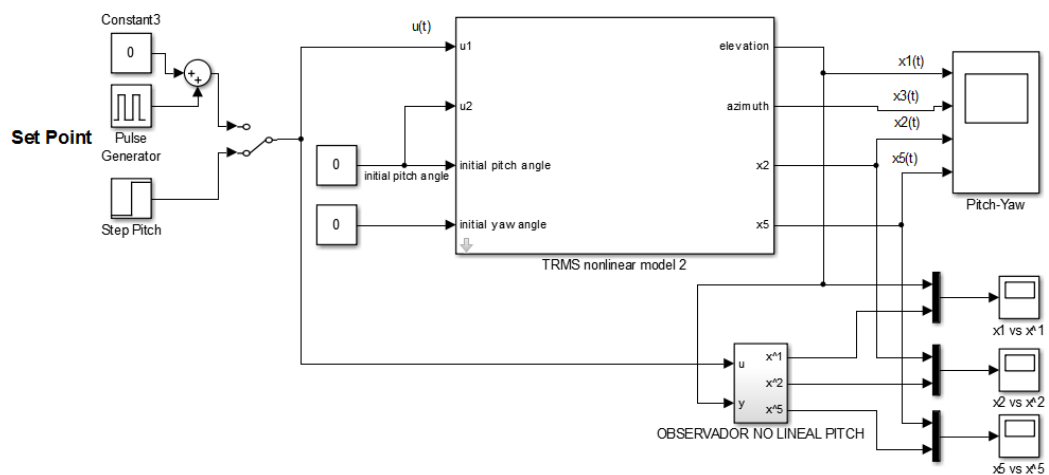 Constant3
0
+
+
Set Point
Pulse
Generator
Step Pitch
u(t)
0
initial pitch angle
0
u1
u2
initial pitch angle
initial yaw angle
elevation
azimuth
x2
x5
TRMS nonlinear model 2
x1(t)
x3(t)
x2(t)
x5(t)
Pitch-Yaw
u
y
x^1
x^2
x^5
OBSERVADOR NO LINEAL PITCH
x1 vs x^1
x2 vs x^2
x5 vs x^5